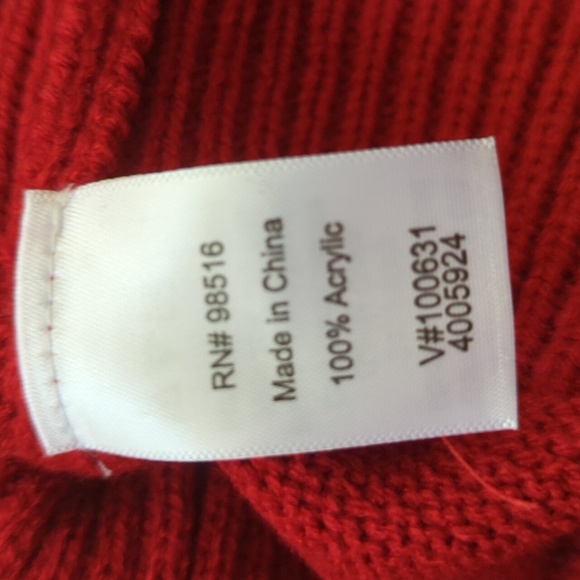 RN# 98516
Made in China
100% Acrylic
V#100631
4005924